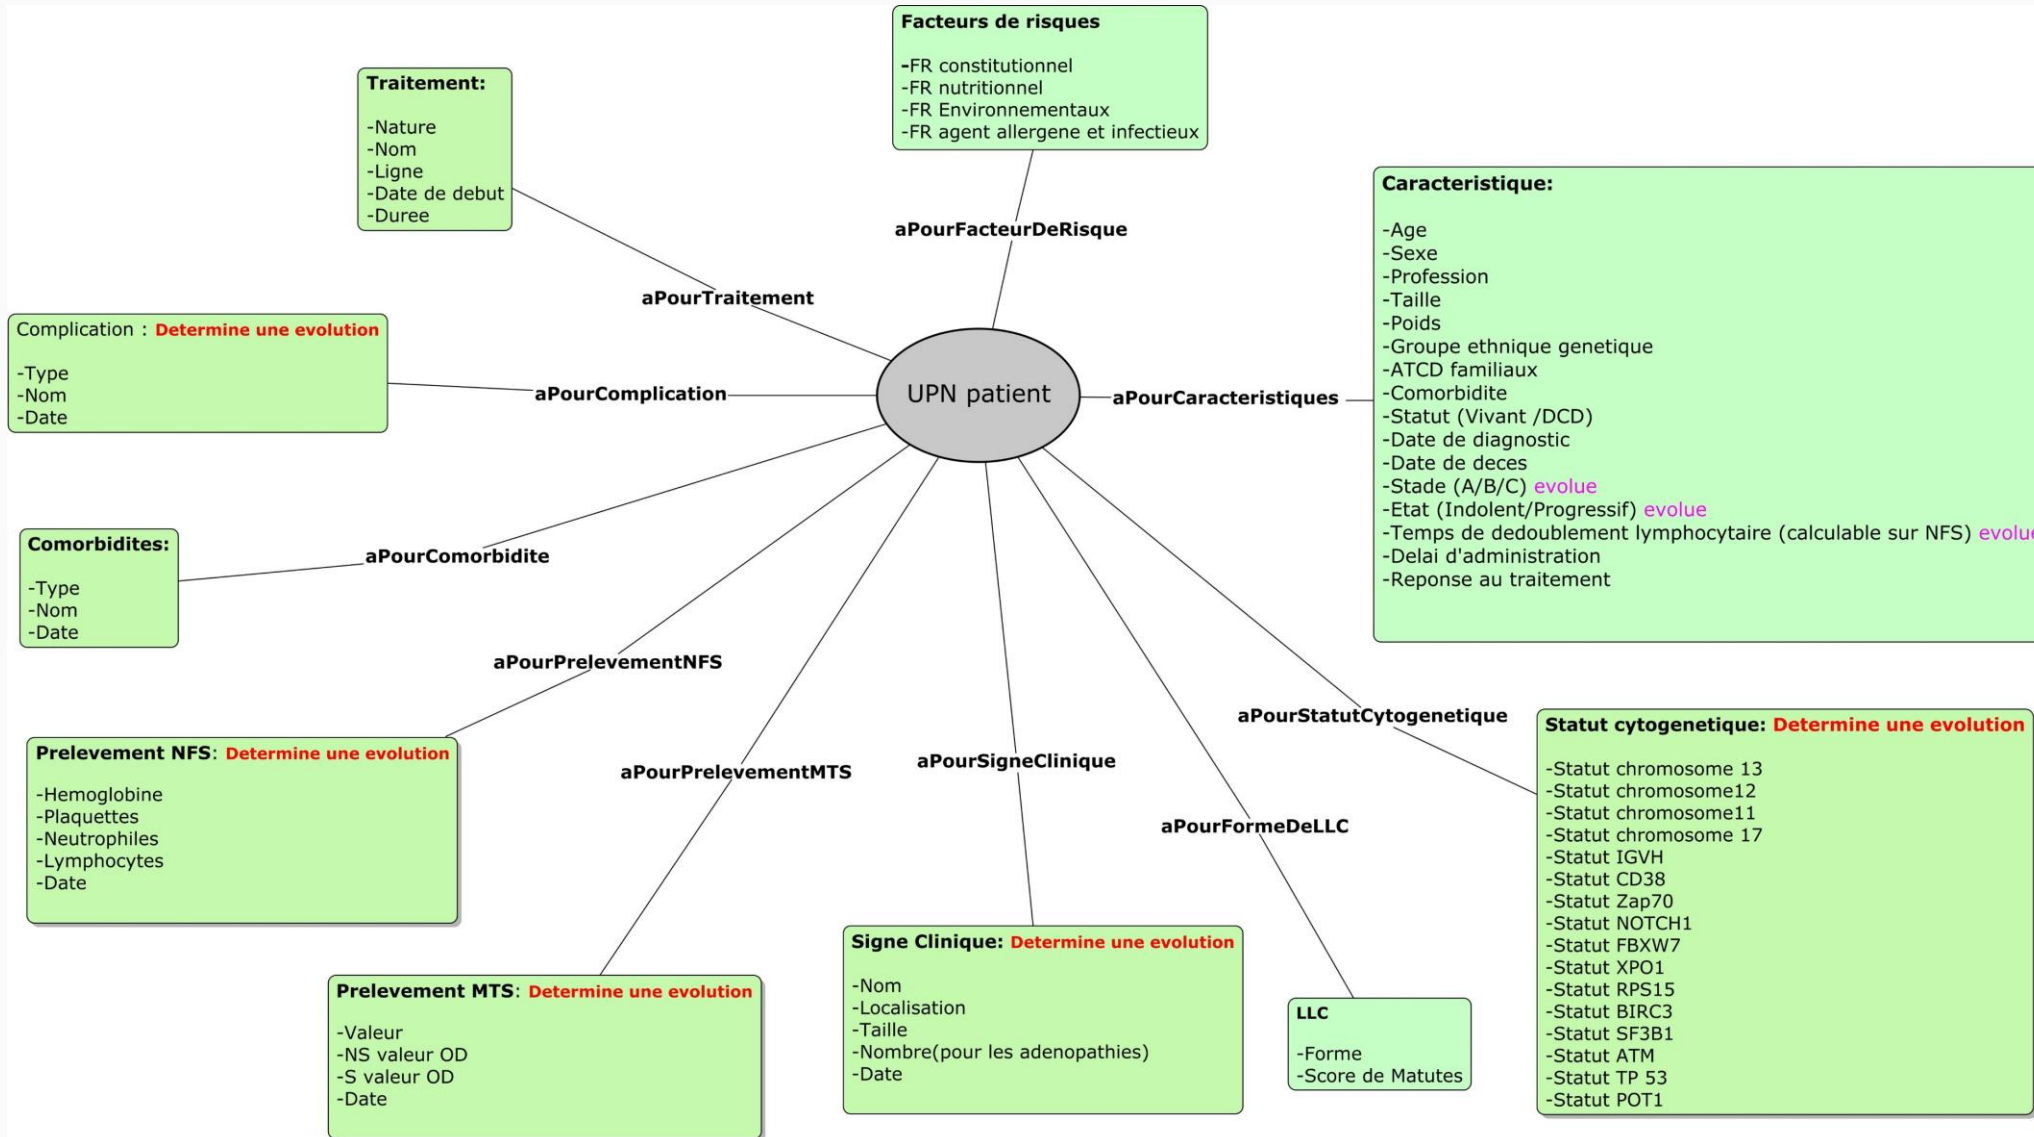 Facteurs de risques
-FR constitutionnel
-FR nutritionnel
-FR Environnementaux
-FR agent allergene et infectieux
Traitement:
-Nature
-Nom
-Ligne
-Date de debut
-Duree
Caracteristique:
-Age
-Sexe
-Profession
-Taille
-Poids
-Groupe ethnique genetique
-ATCD familiaux
-Comorbidite
-Statut (Vivant /DCD)
-Date de diagnostic
-Date de deces
-Stade (A/B/C) evolue
-Etat (Indolent/Progressif) evolue
-Temps de dedoublement lymphocytaire (calculable sur NFS) evolue
-Delai d'administration
-Reponse au traitement
aPourFacteurDeRisque
aPourTraitement
Complication : Determine une evolution
-Type
-Nom
-Date
aPourComplication
UPN patient
aPourCaracteristiques
Comorbidites:
-Type
-Nom
-Date
aPourComorbidite
aPourPrelevementNFS
aPourPrelevementMTS
aPourSigneClinique
aPourFormeDeLLC
aPourStatutCytogenetique
Prelevement NFS: Determine une evolution
-Hemoglobine
-Plaquettes
-Neutrophiles
-Lymphocytes
-Date
Prelevement MTS: Determine une evolution
-Valeur
-NS valeur OD
-S valeur OD
-Date
Signe Clinique: Determine une evolution
-Nom
-Localisation
-Taille
-Nombre(pour les adenopathies)
-Date
LLC
-Forme
-Score de Matutes
Statut cytogenetique: Determine une evolution
-Statut chromosome 13
-Statut chromosome12
-Statut chromosome11
-Statut chromosome 17
-Statut IGVH
-Statut CD38
-Statut Zap70
-Statut NOTCH1
-Statut FBXW7
-Statut XPO1
-Statut RPS15
-Statut BIRC3
-Statut SF3B1
-Statut ATM
-Statut TP 53
-Statut POT1